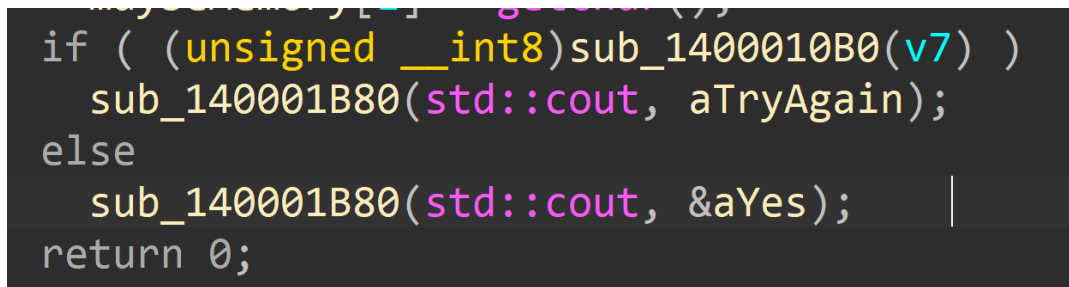 if ( (unsigned __int8)sub_1400010B0(v7) )
sub_140001B80(std::cout, aTryAgain);
else
sub_140001B80(std::cout, &aYes);
return 0;